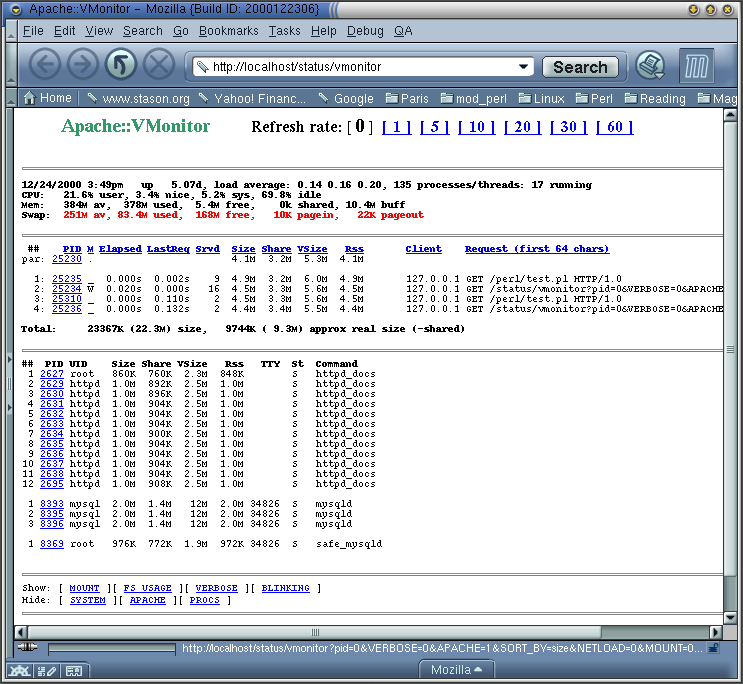 Apache::VMonitor - Mozilla {Build ID: 2000122306}
File Edit View Search Go Bookmarks Tasks Help Debug QA
http://localhost/status/vmonitor Search
Home www.stason.org Yahoo! Financ... Google Paris mod_perl Linux Perl Reading Mag
Apache::VMonitor Refresh rate: [ 0 ] [ 1 ] [ 5 ] [ 10 ] [ 20 ] [ 30 ] [ 60 ]
12/24/2000 3:49pm up 5.07d, load average: 0.14 0.16 0.20, 135 processes/threads: 17 running
CPU: 21.6% user, 3.4% nice, 5.2% sys, 69.8% idle
Mem: 384M av, 378M used, 5.4M free, 0k shared, 10.4M buff
Swap: 251M av, 83.4M used, 168M free, 10K pagein, 22K pageout
## PID M Elapsed LastReq Srvd Size Share VSize Rss Client Request (first 64 chars)
par: 25230 . 4.1M 3.2M 5.3M 4.1M
1: 25235 _ 0.000s 0.002s 9 4.9M 3.2M 6.0M 4.9M 127.0.0.1 GET /perl/test.pl HTTP/1.0
2: 25234 W 0.020s 0.000s 16 4.5M 3.3M 5.6M 4.5M 127.0.0.1 GET /status/vmonitor?pid=0&VERBOSE=0&APACHE
3: 25310 _ 0.000s 0.110s 2 4.9M 3.2M 6.0M 4.9M 127.0.0.1 GET /perl/test.pl HTTP/1.0
4: 25236 _ 0.000s 0.132s 2 4.4M 3.4M 5.5M 4.4M 127.0.0.1 GET /status/vmonitor?pid=0&VERBOSE=0&APACHE
Total: 23367K (22.3M) size, 9744K ( 9.3M) approx real size (-shared)
## PID UID Size Share VSize Rss TTY St Command
1 2627 root 860K 760K 2.3M 848K S httpd_docs
2 2629 httpd 1.0M 892K 2.5M 1.0M S httpd_docs
3 2630 httpd 1.0M 896K 2.5M 1.0M S httpd_docs
4 2631 httpd 1.0M 904K 2.5M 1.0M S httpd_docs
5 2632 httpd 1.0M 904K 2.5M 1.0M S httpd_docs
6 2633 httpd 1.0M 904K 2.5M 1.0M S httpd_docs
7 2634 httpd 1.0M 900K 2.5M 1.0M S httpd_docs
8 2635 httpd 1.0M 904K 2.5M 1.0M S httpd_docs
9 2636 httpd 1.0M 904K 2.5M 1.0M S httpd_docs
10 2637 httpd 1.0M 904K 2.5M 1.0M S httpd_docs
11 2638 httpd 1.0M 904K 2.5M 1.0M S httpd_docs
12 2695 httpd 1.0M 908K 2.5M 1.0M S httpd_docs
1 8393 mysql 2.0M 1.4M 12M 2.0M 34826 S mysqld
2 8395 mysql 2.0M 1.4M 12M 2.0M 34826 S mysqld
3 8396 mysql 2.0M 1.4M 12M 2.0M 34826 S mysqld
1 8369 root 976K 772K 1.9M 972K 34826 S safe_mysqld
Show: [ MOUNT ][ FS_USAGE ][ VERBOSE ][ BLINKING ]
Hide: [ SYSTEM ][ APACHE ][ PROCS ]
http://localhost/status/vmonitor?pid=0&VERBOSE=0&APACHE=1&SORT_BY=size&NETLOAD=0&MOUNT=0...
Mozilla